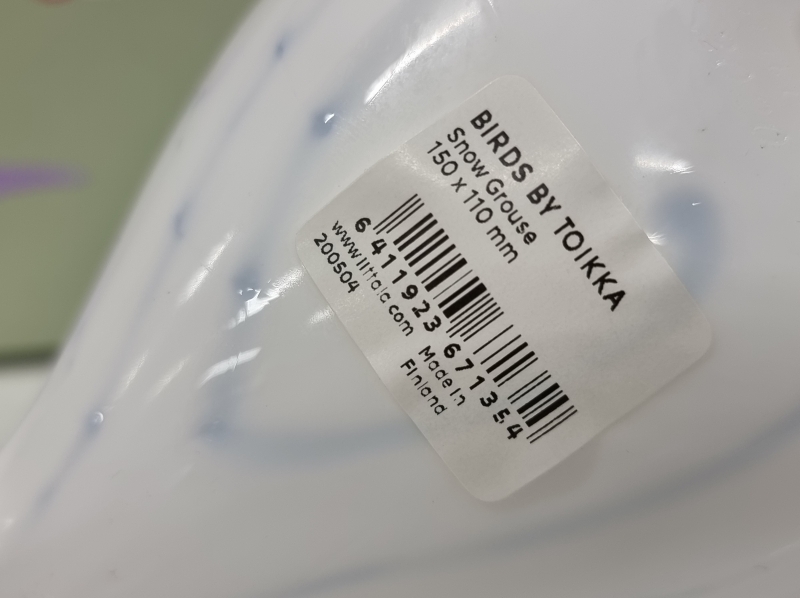 BIRDS BY TOIKKA
Snow Grouse
150 x 110 mm
6 411923 671354
www.iittala.com Made in
200504 Finland